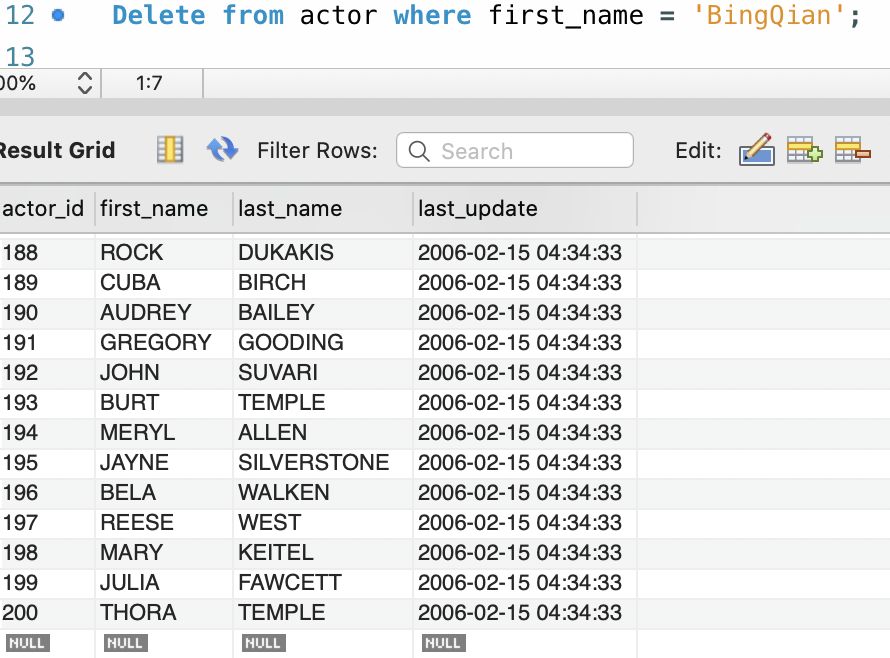 12 Delete from actor where first_name = 'BingQian';
13
00% 1:7
Result Grid Filter Rows: Search Edit:
actor_id first_name last_name last_update
188 ROCK DUKAKIS 2006-02-15 04:34:33
189 CUBA BIRCH 2006-02-15 04:34:33
190 AUDREY BAILEY 2006-02-15 04:34:33
191 GREGORY GOODING 2006-02-15 04:34:33
192 JOHN SUVARI 2006-02-15 04:34:33
193 BURT TEMPLE 2006-02-15 04:34:33
194 MERYL ALLEN 2006-02-15 04:34:33
195 JAYNE SILVERSTONE 2006-02-15 04:34:33
196 BELA WALKEN 2006-02-15 04:34:33
197 REESE WEST 2006-02-15 04:34:33
198 MARY KEITEL 2006-02-15 04:34:33
199 JULIA FAWCETT 2006-02-15 04:34:33
200 THORA TEMPLE 2006-02-15 04:34:33
NULL NULL NULL NULL